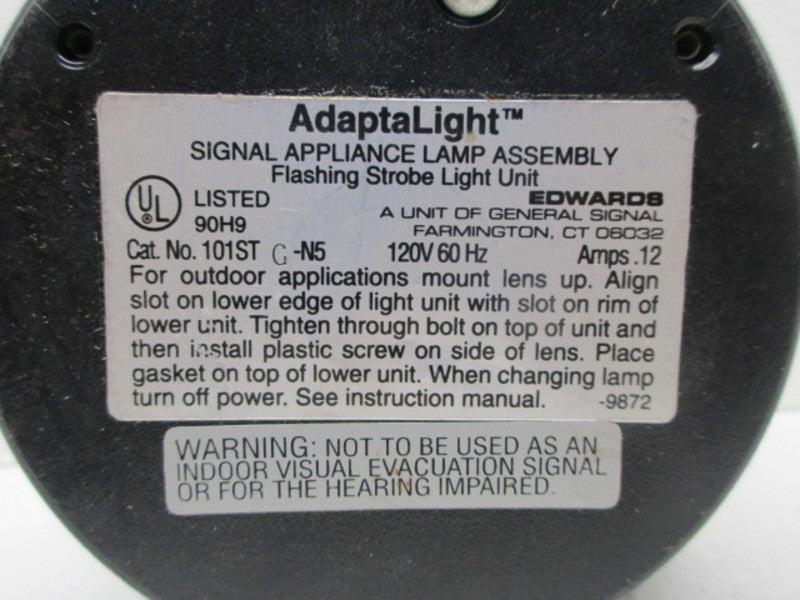 AdaptaLight™
SIGNAL APPLIANCE LAMP ASSEMBLY
Flashing Strobe Light Unit
UL ® LISTED
90H9
EDWARDS
A UNIT OF GENERAL SIGNAL
FARMINGTON, CT 06032
Cat. No. 101ST G -N5 120V 60 Hz Amps .12
For outdoor applications mount lens up. Align
slot on lower edge of light unit with slot on rim of
lower unit. Tighten through bolt on top of unit and
then install plastic screw on side of lens. Place
gasket on top of lower unit. When changing lamp
turn off power. See instruction manual. -9872
WARNING: NOT TO BE USED AS AN
INDOOR VISUAL EVACUATION SIGNAL
OR FOR THE HEARING IMPAIRED.